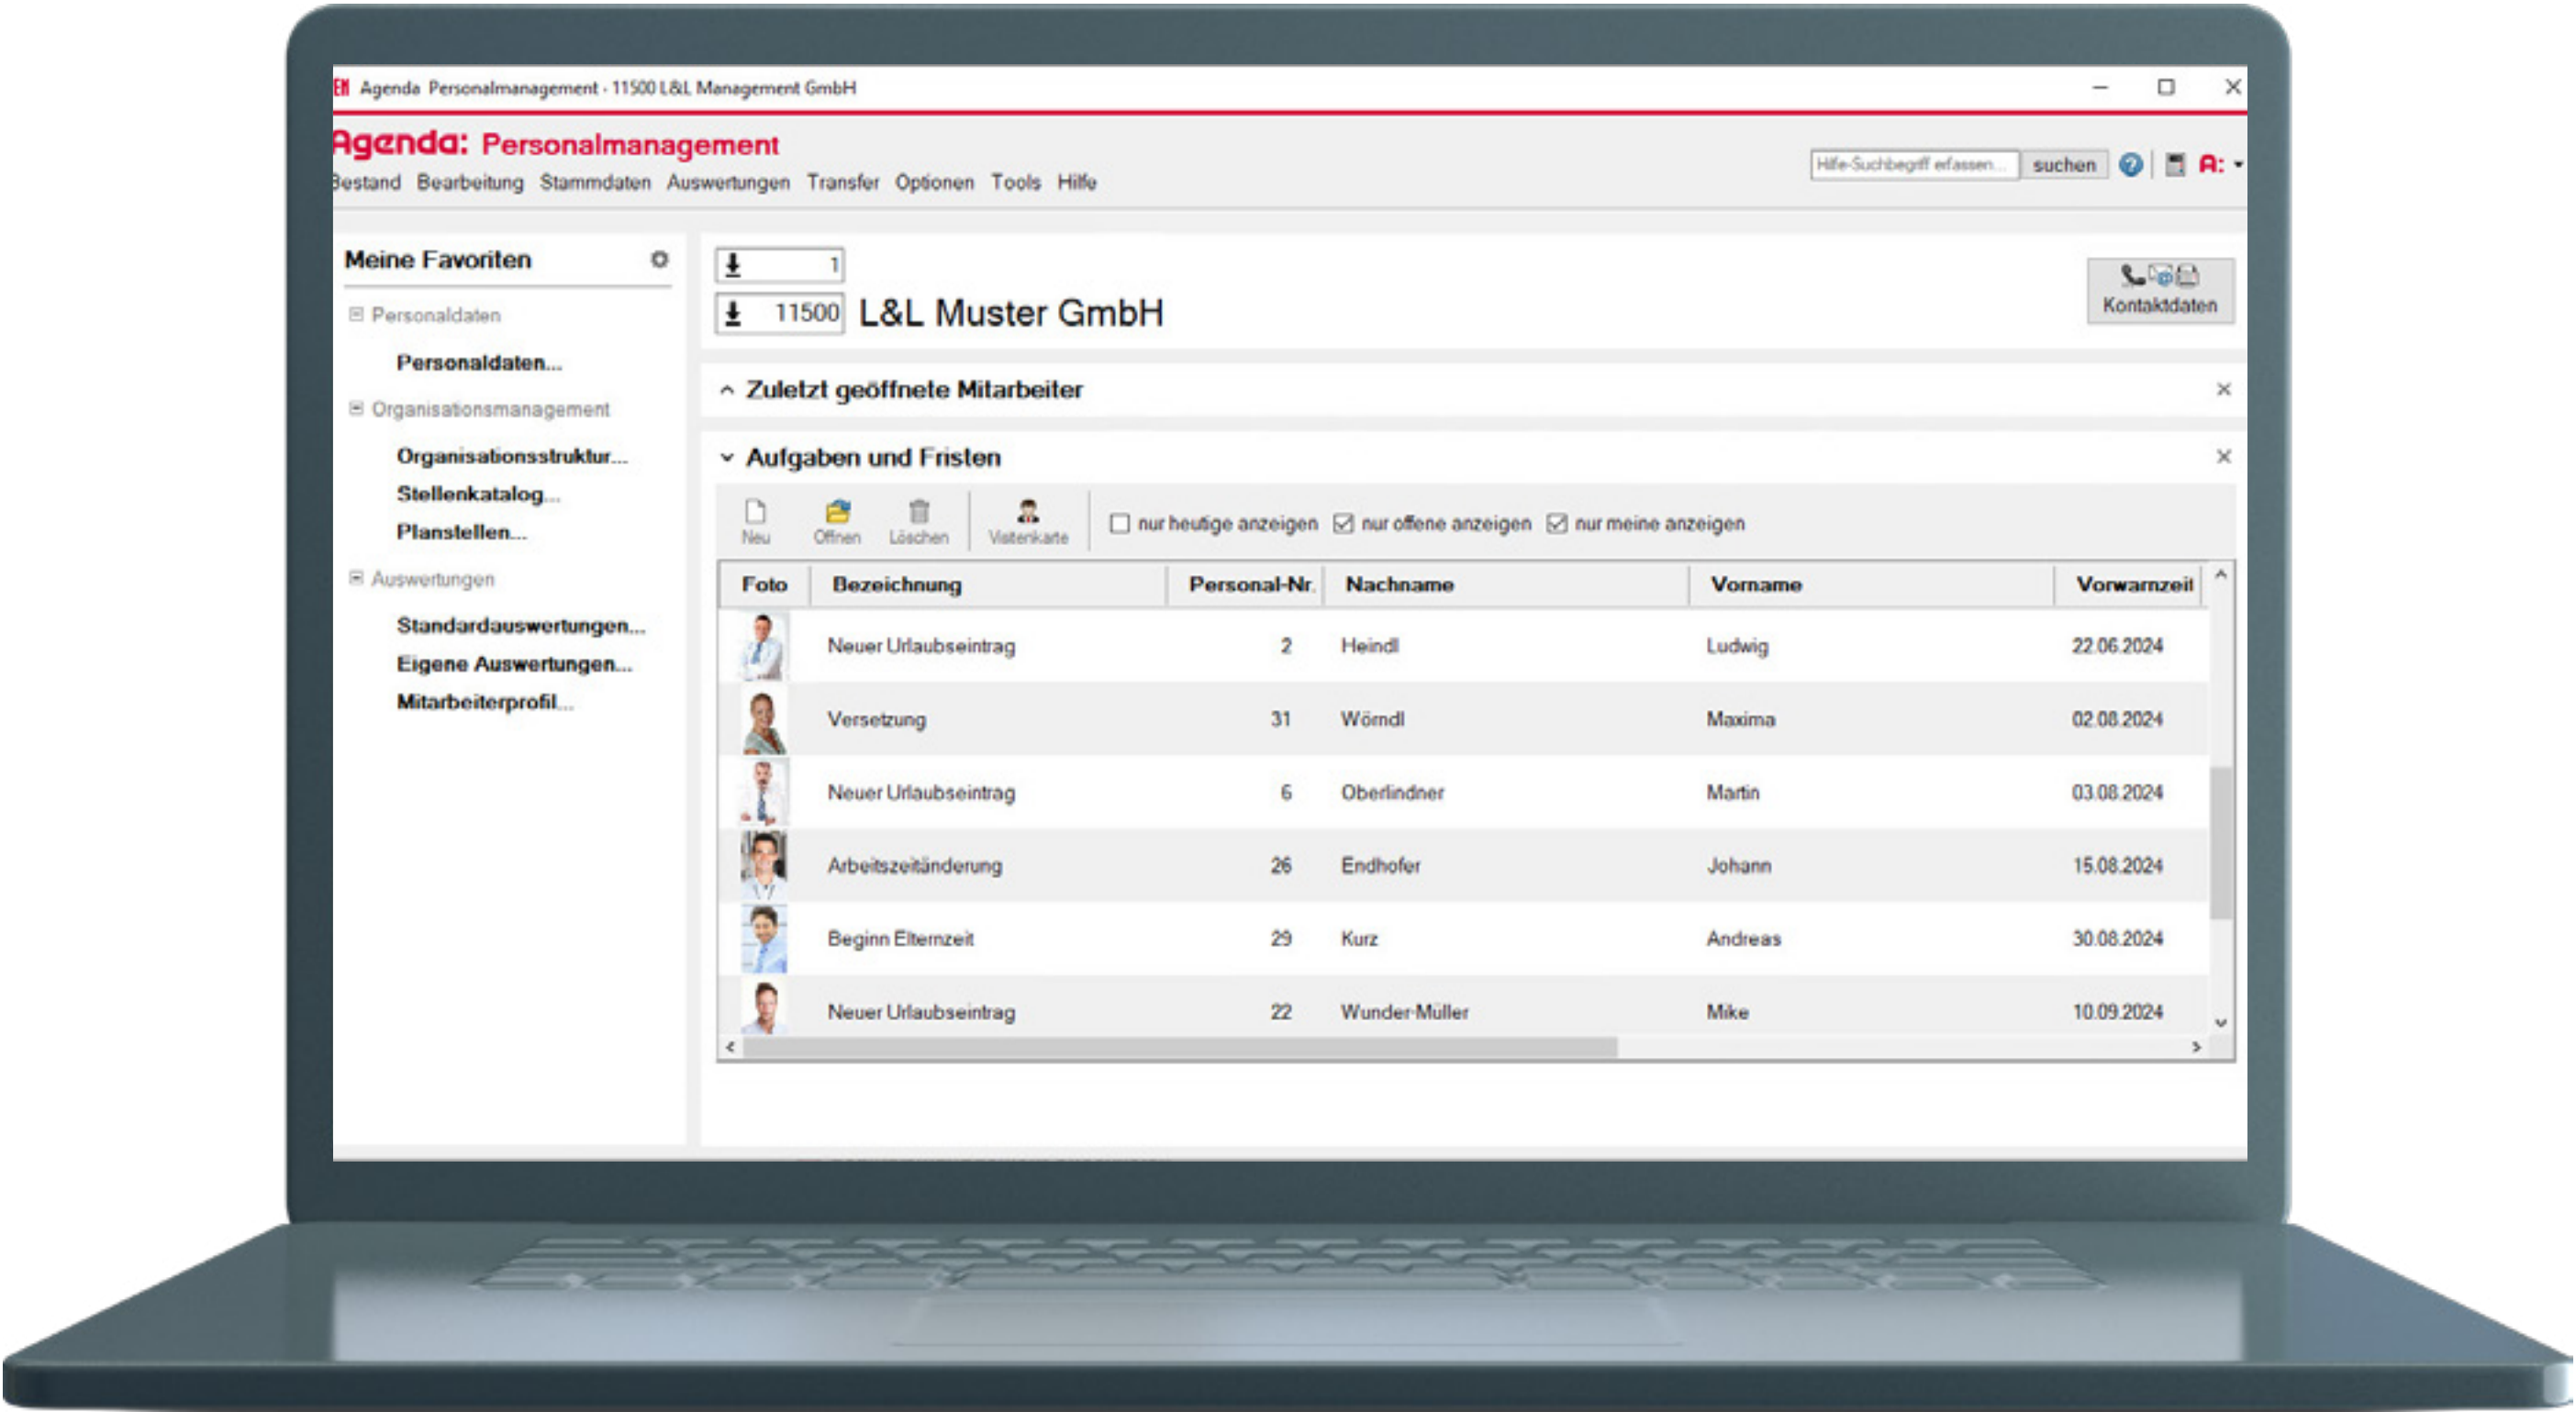 Agenda Personalmanagement - 11500 L&L Management GmbH
Agenda: Personalmanagement
Bestand Bearbeitung Stammdaten Auswertungen Transfer Optionen Tools Hilfe
Hilfe-Suchbegriff erfassen... suchen ? A:
Meine Favoriten
Personaldaten
Personaldaten...
Organisationsmanagement
Organisationsstruktur...
Stellenkatalog...
Planstellen...
Auswertungen
Standardauswertungen...
Eigene Auswertungen...
Mitarbeiterprofil...
1
11500 L&L Muster GmbH
Kontaktdaten
Zuletzt geöffnete Mitarbeiter
Aufgaben und Fristen
Neu Öffnen Löschen Visitenkarte nur heutige anzeigen nur offene anzeigen nur meine anzeigen
Foto Bezeichnung Personal-Nr. Nachname Vorname Vorwarnzeit
Neuer Urlaubseintrag 2 Heindl Ludwig 22.06.2024
Versetzung 31 Wörndl Maxima 02.08.2024
Neuer Urlaubseintrag 6 Oberlindner Martin 03.08.2024
Arbeitszeitänderung 26 Endhofer Johann 15.08.2024
Beginn Elternzeit 29 Kurz Andreas 30.08.2024
Neuer Urlaubseintrag 22 Wunder-Müller Mike 10.09.2024